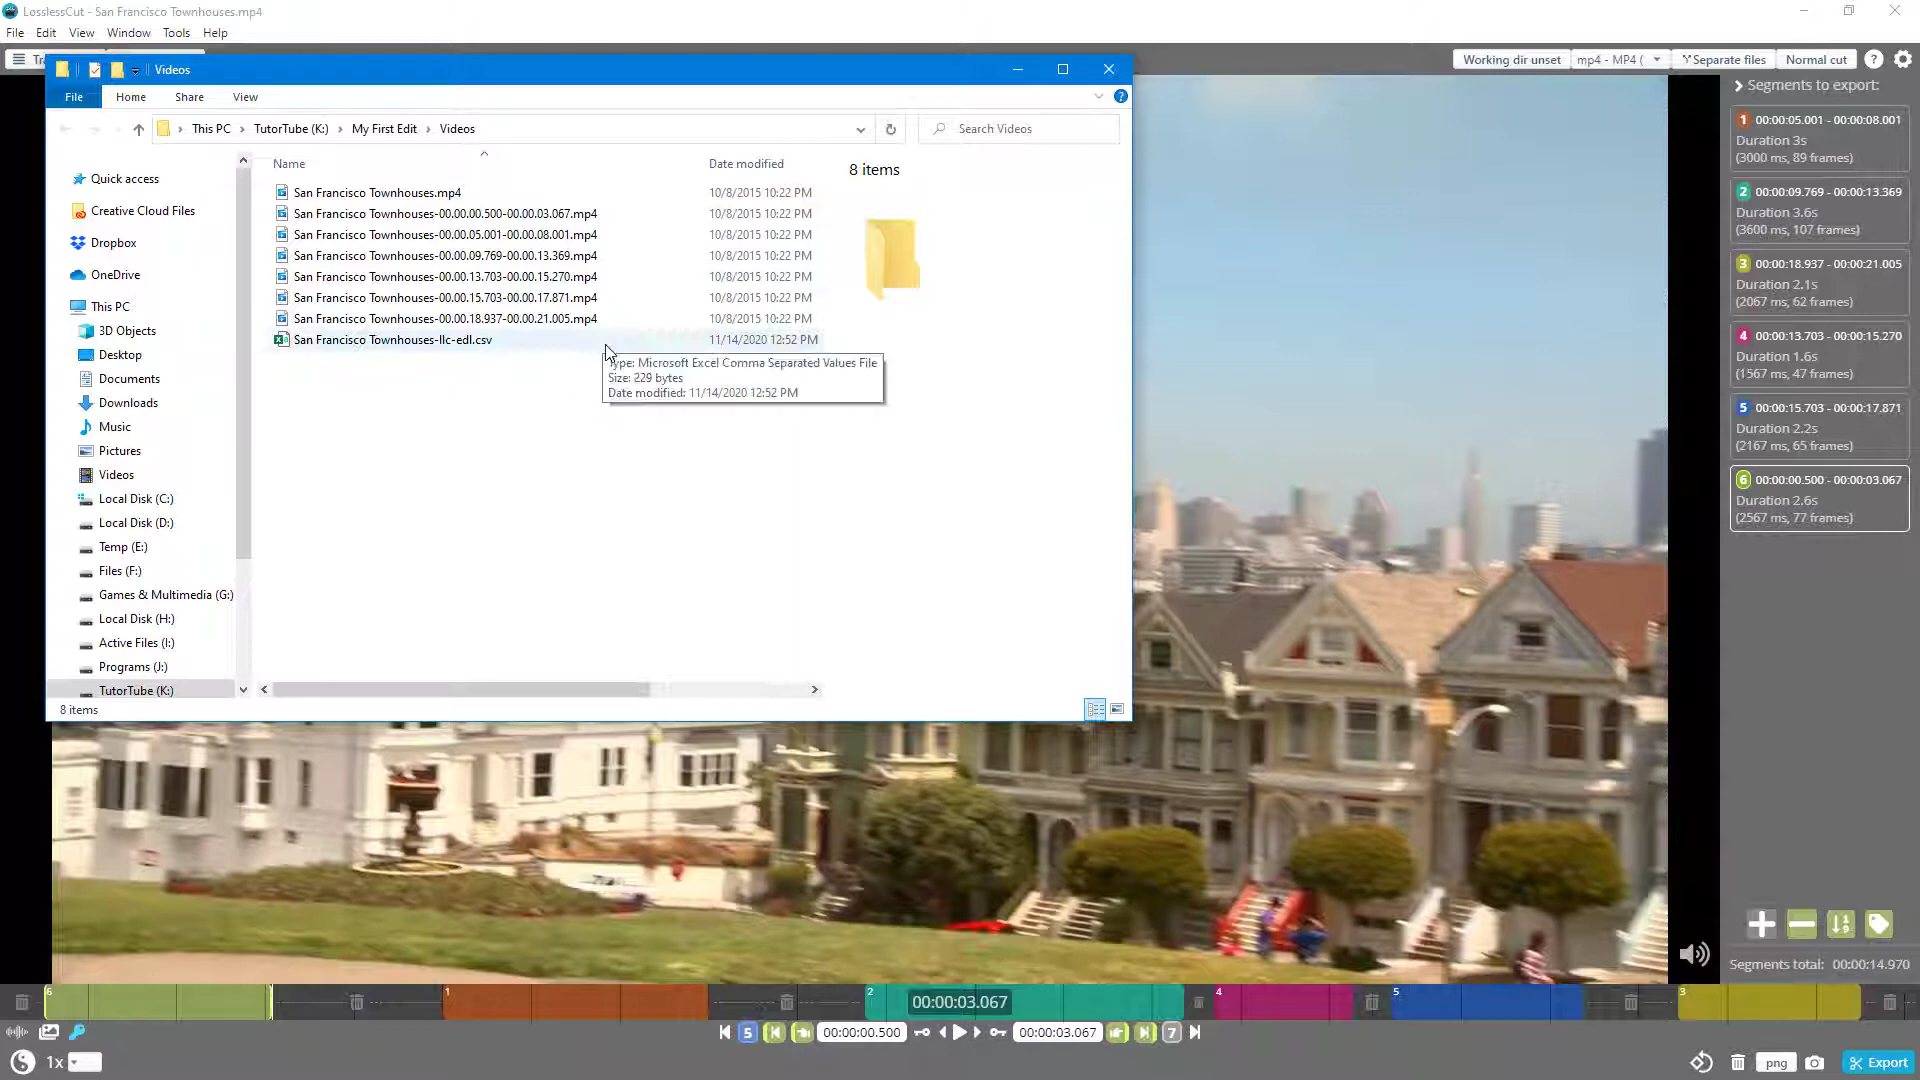 LosslessCut - San Francisco Townhouses.mp4
File Edit View Window Tools Help
Working dir unset mp4 - MP4 ( Separate files Normal cut ?
Videos
File Home Share View
This PC TutorTube (K:) My First Edit Videos
Search Videos
Name Date modified
San Francisco Townhouses.mp4 10/8/2015 10:22 PM
San Francisco Townhouses-00.00.00.500-00.00.03.067.mp4 10/8/2015 10:22 PM
San Francisco Townhouses-00.00.05.001-00.00.08.001.mp4 10/8/2015 10:22 PM
San Francisco Townhouses-00.00.09.769-00.00.13.369.mp4 10/8/2015 10:22 PM
San Francisco Townhouses-00.00.13.703-00.00.15.270.mp4 10/8/2015 10:22 PM
San Francisco Townhouses-00.00.15.703-00.00.17.871.mp4 10/8/2015 10:22 PM
San Francisco Townhouses-00.00.18.937-00.00.21.005.mp4 10/8/2015 10:22 PM
San Francisco Townhouses-llc-edl.csv 11/14/2020 12:52 PM
Type: Microsoft Excel Comma Separated Values File
Size: 229 bytes
Date modified: 11/14/2020 12:52 PM
8 items
Quick access
Creative Cloud Files
Dropbox
OneDrive
This PC
3D Objects
Desktop
Documents
Downloads
Music
Pictures
Videos
Local Disk (C:)
Local Disk (D:)
Temp (E:)
Files (F:)
Games & Multimedia (G:)
Local Disk (H:)
Active Files (I:)
Programs (J:)
TutorTube (K:)
8 items
Segments to export:
1 00:00:05.001 - 00:00:08.001
Duration 3s
(3000 ms, 89 frames)
2 00:00:09.769 - 00:00:13.369
Duration 3.6s
(3600 ms, 107 frames)
3 00:00:18.937 - 00:00:21.005
Duration 2.1s
(2067 ms, 62 frames)
4 00:00:13.703 - 00:00:15.270
Duration 1.6s
(1567 ms, 47 frames)
5 00:00:15.703 - 00:00:17.871
Duration 2.2s
(2167 ms, 65 frames)
6 00:00:00.500 - 00:00:03.067
Duration 2.6s
(2567 ms, 77 frames)
Segments total: 00:00:14.970
6 1 2 00:00:03.067 4 5 3
5 00:00:00.500 00:00:03.067 7
1x png Export